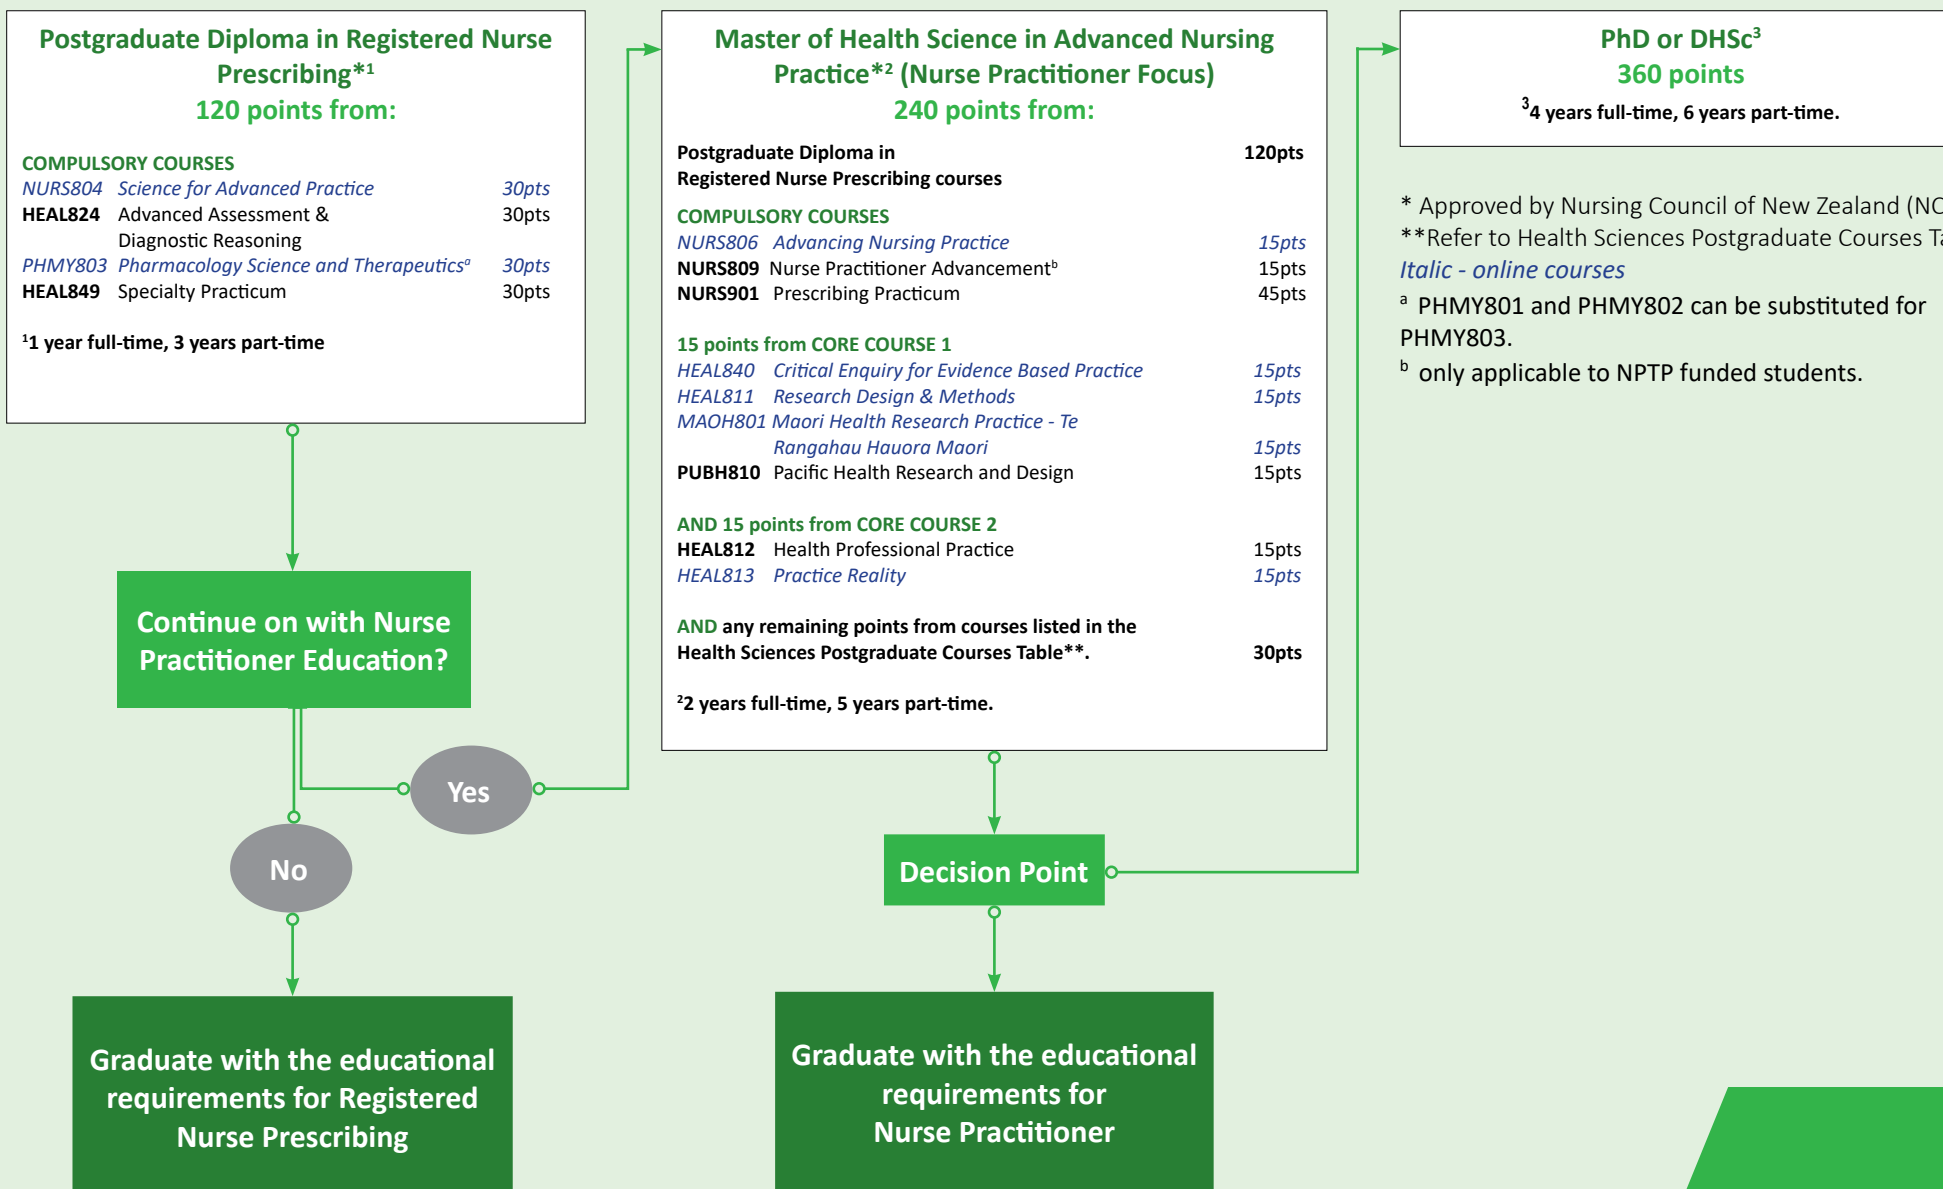 Postgraduate Diploma in Registered Nurse
Prescribing*1
120 points from:
COMPULSORY COURSES
NURS804 Science for Advanced Practice 30pts
HEAL824 Advanced Assessment & 30pts
Diagnostic Reasoning
PHMY803 Pharmacology Science and Therapeuticsa 30pts
HEAL849 Specialty Practicum 30pts
11 year full-time, 3 years part-time
Continue on with Nurse
Practitioner Education?
Yes
No
Graduate with the educational
requirements for Registered
Nurse Prescribing
Master of Health Science in Advanced Nursing
Practice*2 (Nurse Practitioner Focus)
240 points from:
Postgraduate Diploma in 120pts
Registered Nurse Prescribing courses
COMPULSORY COURSES
NURS806 Advancing Nursing Practice 15pts
NURS809 Nurse Practitioner Advancementb 15pts
NURS901 Prescribing Practicum 45pts
15 points from CORE COURSE 1
HEAL840 Critical Enquiry for Evidence Based Practice 15pts
HEAL811 Research Design & Methods 15pts
MAOH801 Maori Health Research Practice - Te
Rangahau Hauora Maori 15pts
PUBH810 Pacific Health Research and Design 15pts
AND 15 points from CORE COURSE 2
HEAL812 Health Professional Practice 15pts
HEAL813 Practice Reality 15pts
AND any remaining points from courses listed in the
Health Sciences Postgraduate Courses Table**. 30pts
22 years full-time, 5 years part-time.
Decision Point
Graduate with the educational
requirements for
Nurse Practitioner
PhD or DHSc3
360 points
34 years full-time, 6 years part-time.
* Approved by Nursing Council of New Zealand
**Refer to Health Sciences Postgraduate Courses
Italic - online courses
a PHMY801 and PHMY802 can be substituted for
PHMY803.
b only applicable to NPTP funded students.